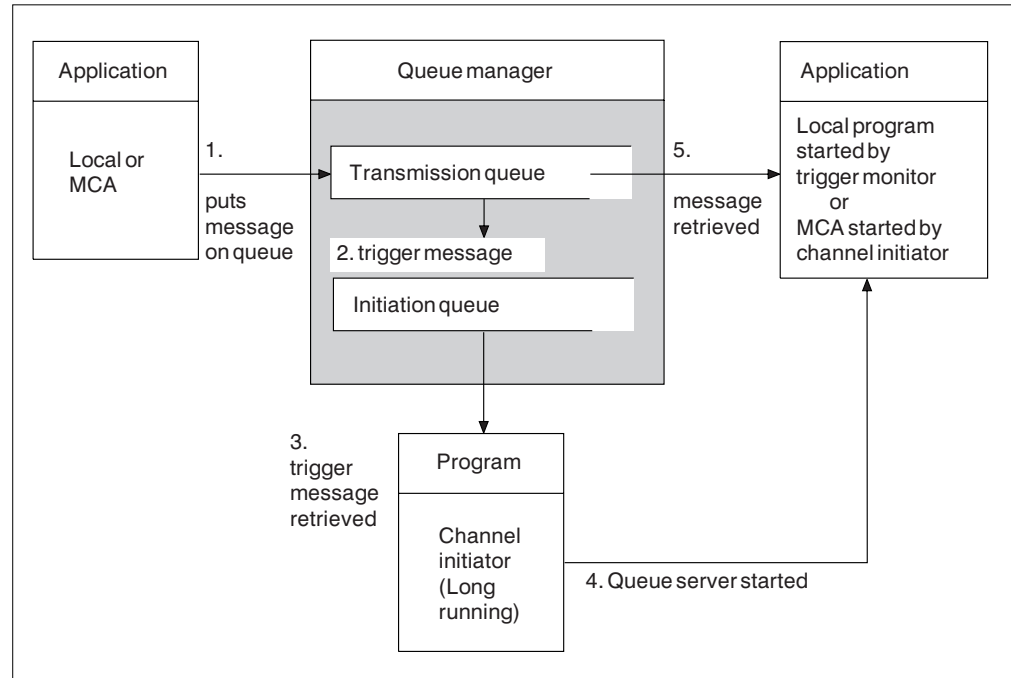 Application
Local or
MCA
1.
puts
message
on queue
Queue manager
Transmission queue
2. trigger message
Initiation queue
5.
message
retrieved
Application
Local program
started by
trigger monitor
or
MCA started by
channel initiator
3.
trigger
message
retrieved
Program
Channel
initiator
(Long
running)
4. Queue server started